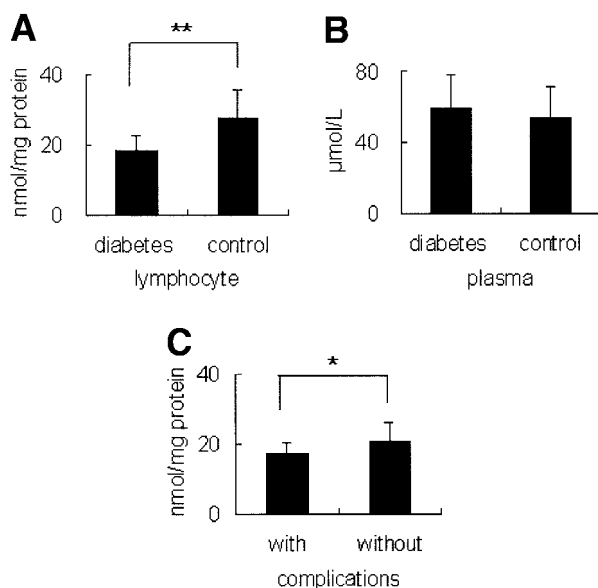 A
**
nmol/mg protein
40
20
0
diabetes control
lymphocyte
B
µmol/L
80
60
0
diabetes control
plasma
C
*
nmol/mg protein
40
20
0
with without
complications